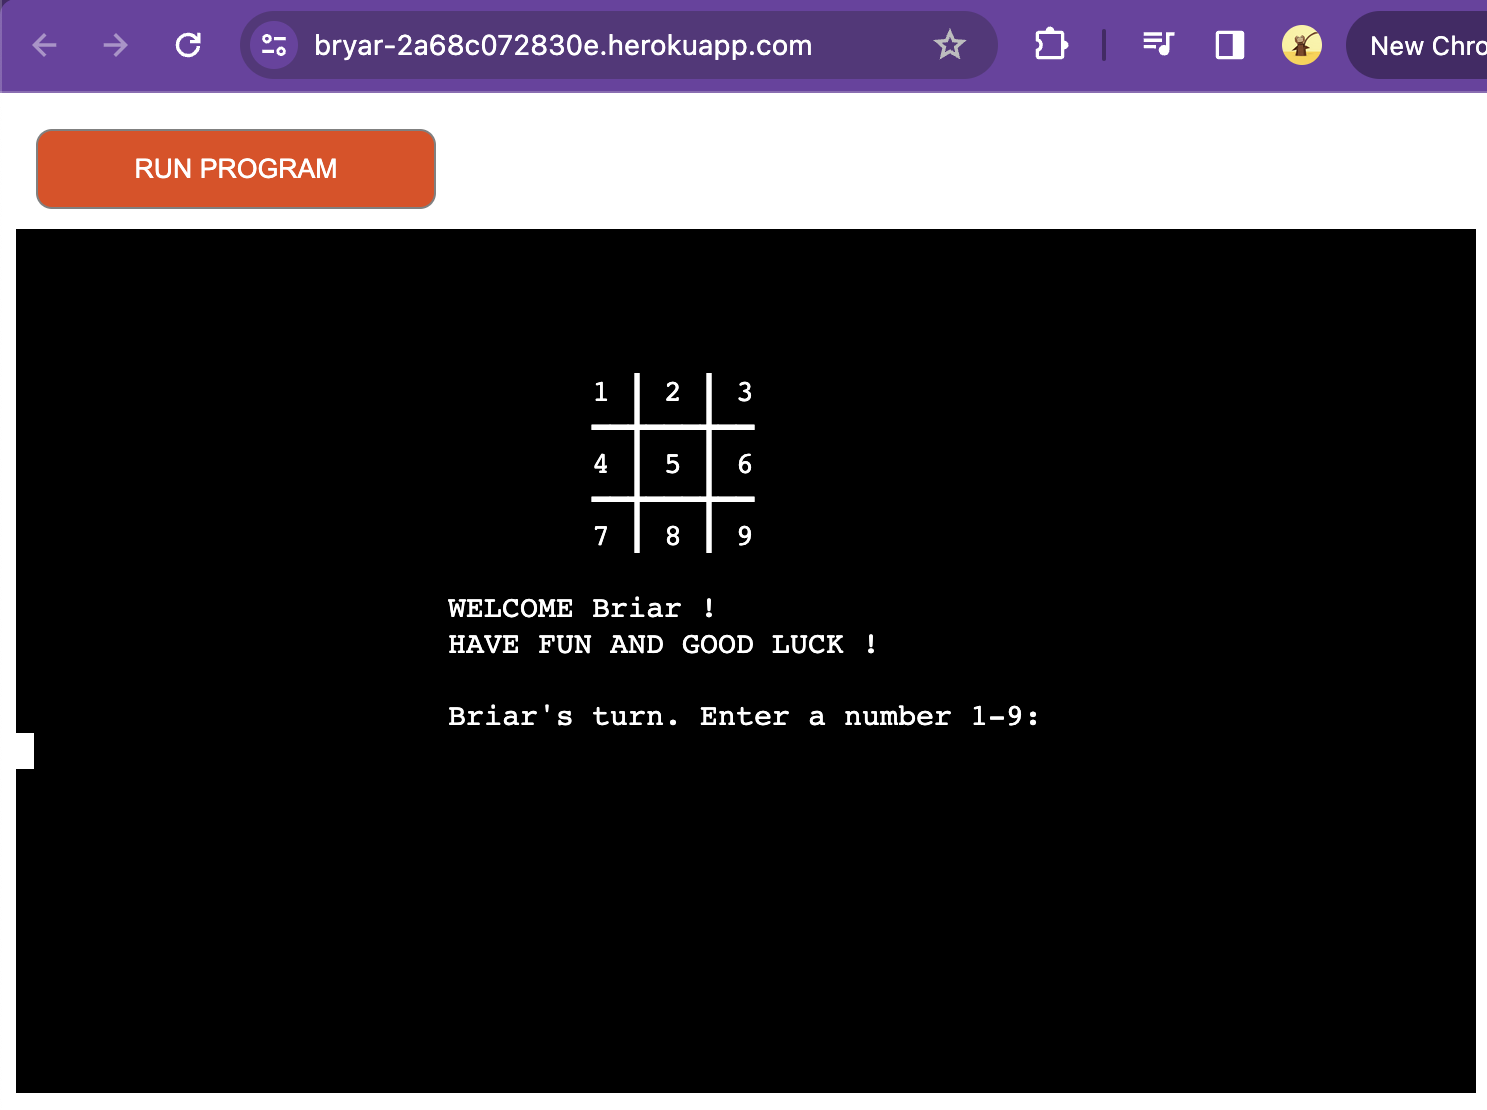 bryar-2a68c072830e.herokuapp.com
New Chro
RUN PROGRAM
1 2 3
4 5 6
7 8 9
WELCOME Briar !
HAVE FUN AND GOOD LUCK !
Briar's turn. Enter a number 1-9: